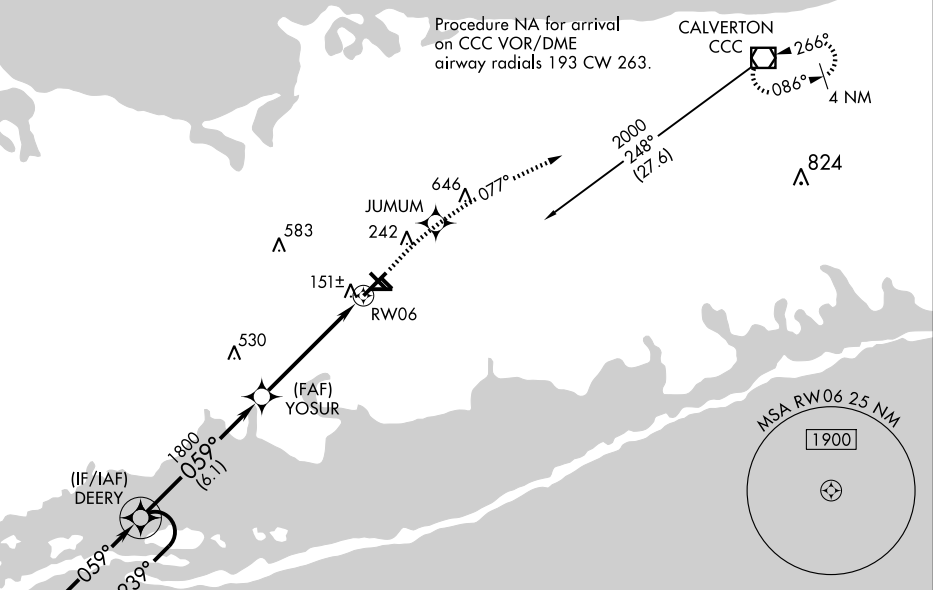 Procedure NA for arrival
on CCC VOR/DME
airway radials 193 CW 263.
CALVERTON
CCC
266°
086°
4 NM
2000
248°
(27.6)
824
646
077°
JUMUM
242
583
151±
RW06
530
(FAF)
YOSUR
1800
059°
(6.1)
(IF/IAF)
DEERY
059°
239°
MSA RW06 25 NM
1900